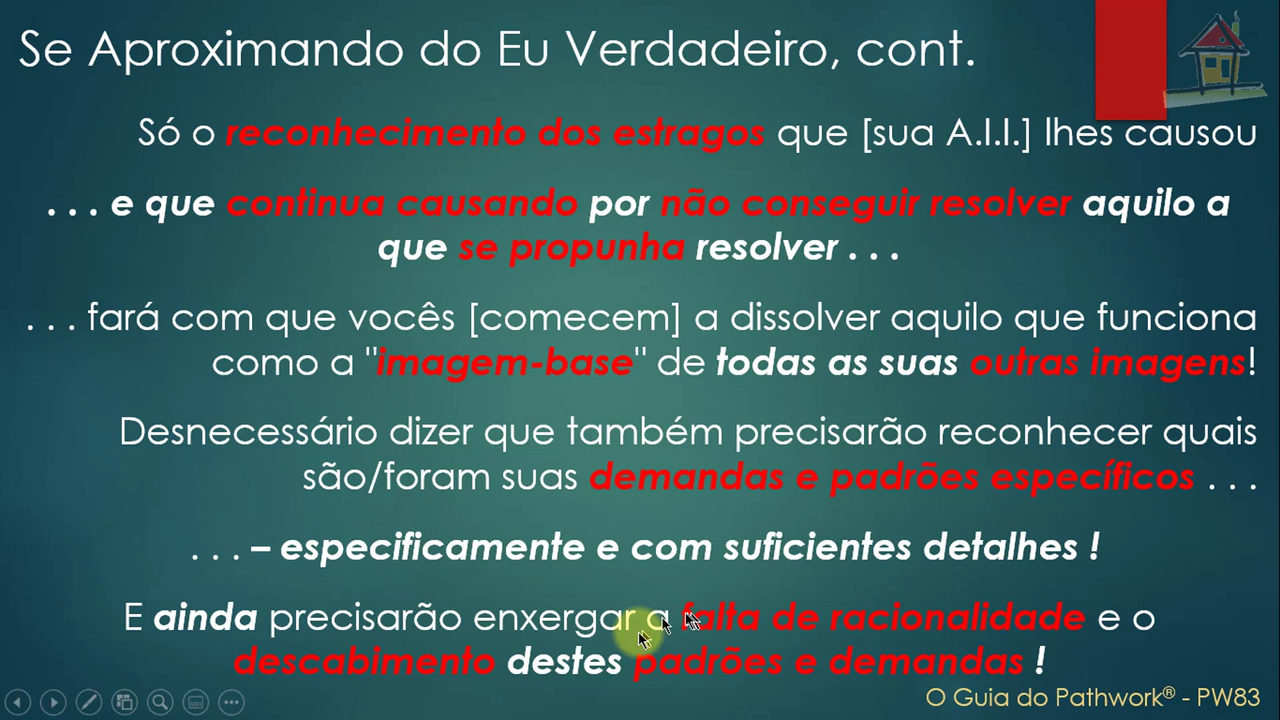 Se Aproximando do Eu Verdadeiro, cont.
Só o reconhecimento dos estragos que [sua A.I.I.] lhes causou
. . . e que continua causando por não conseguir resolver aquilo a
que se propunha resolver . . .
. . . fará com que vocês [comecem] a dissolver aquilo que funciona
como a "imagem-base" de todas as suas outras imagens!
Desnecessário dizer que também precisarão reconhecer quais
são/foram suas demandas e padrões específicos . . .
. . . – especificamente e com suficientes detalhes !
E ainda precisarão enxergar a falta de racionalidade e o
descabimento destes padrões e demandas !
O Guia do Pathwork® - PW83